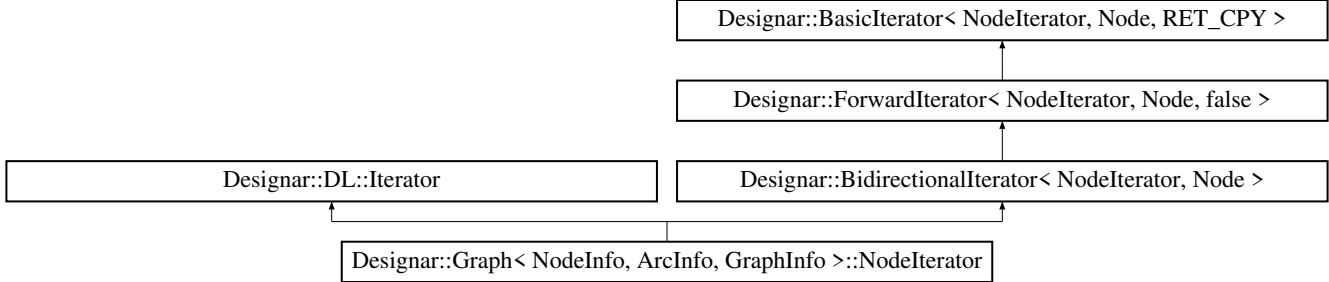 Designar::BasicIterator< NodeIterator, Node, RET_CPY >
Designar::ForwardIterator< NodeIterator, Node, false >
Designar::DL::Iterator
Designar::BidirectionalIterator< NodeIterator, Node >
Designar::Graph< NodeInfo, ArcInfo, GraphInfo >::NodeIterator